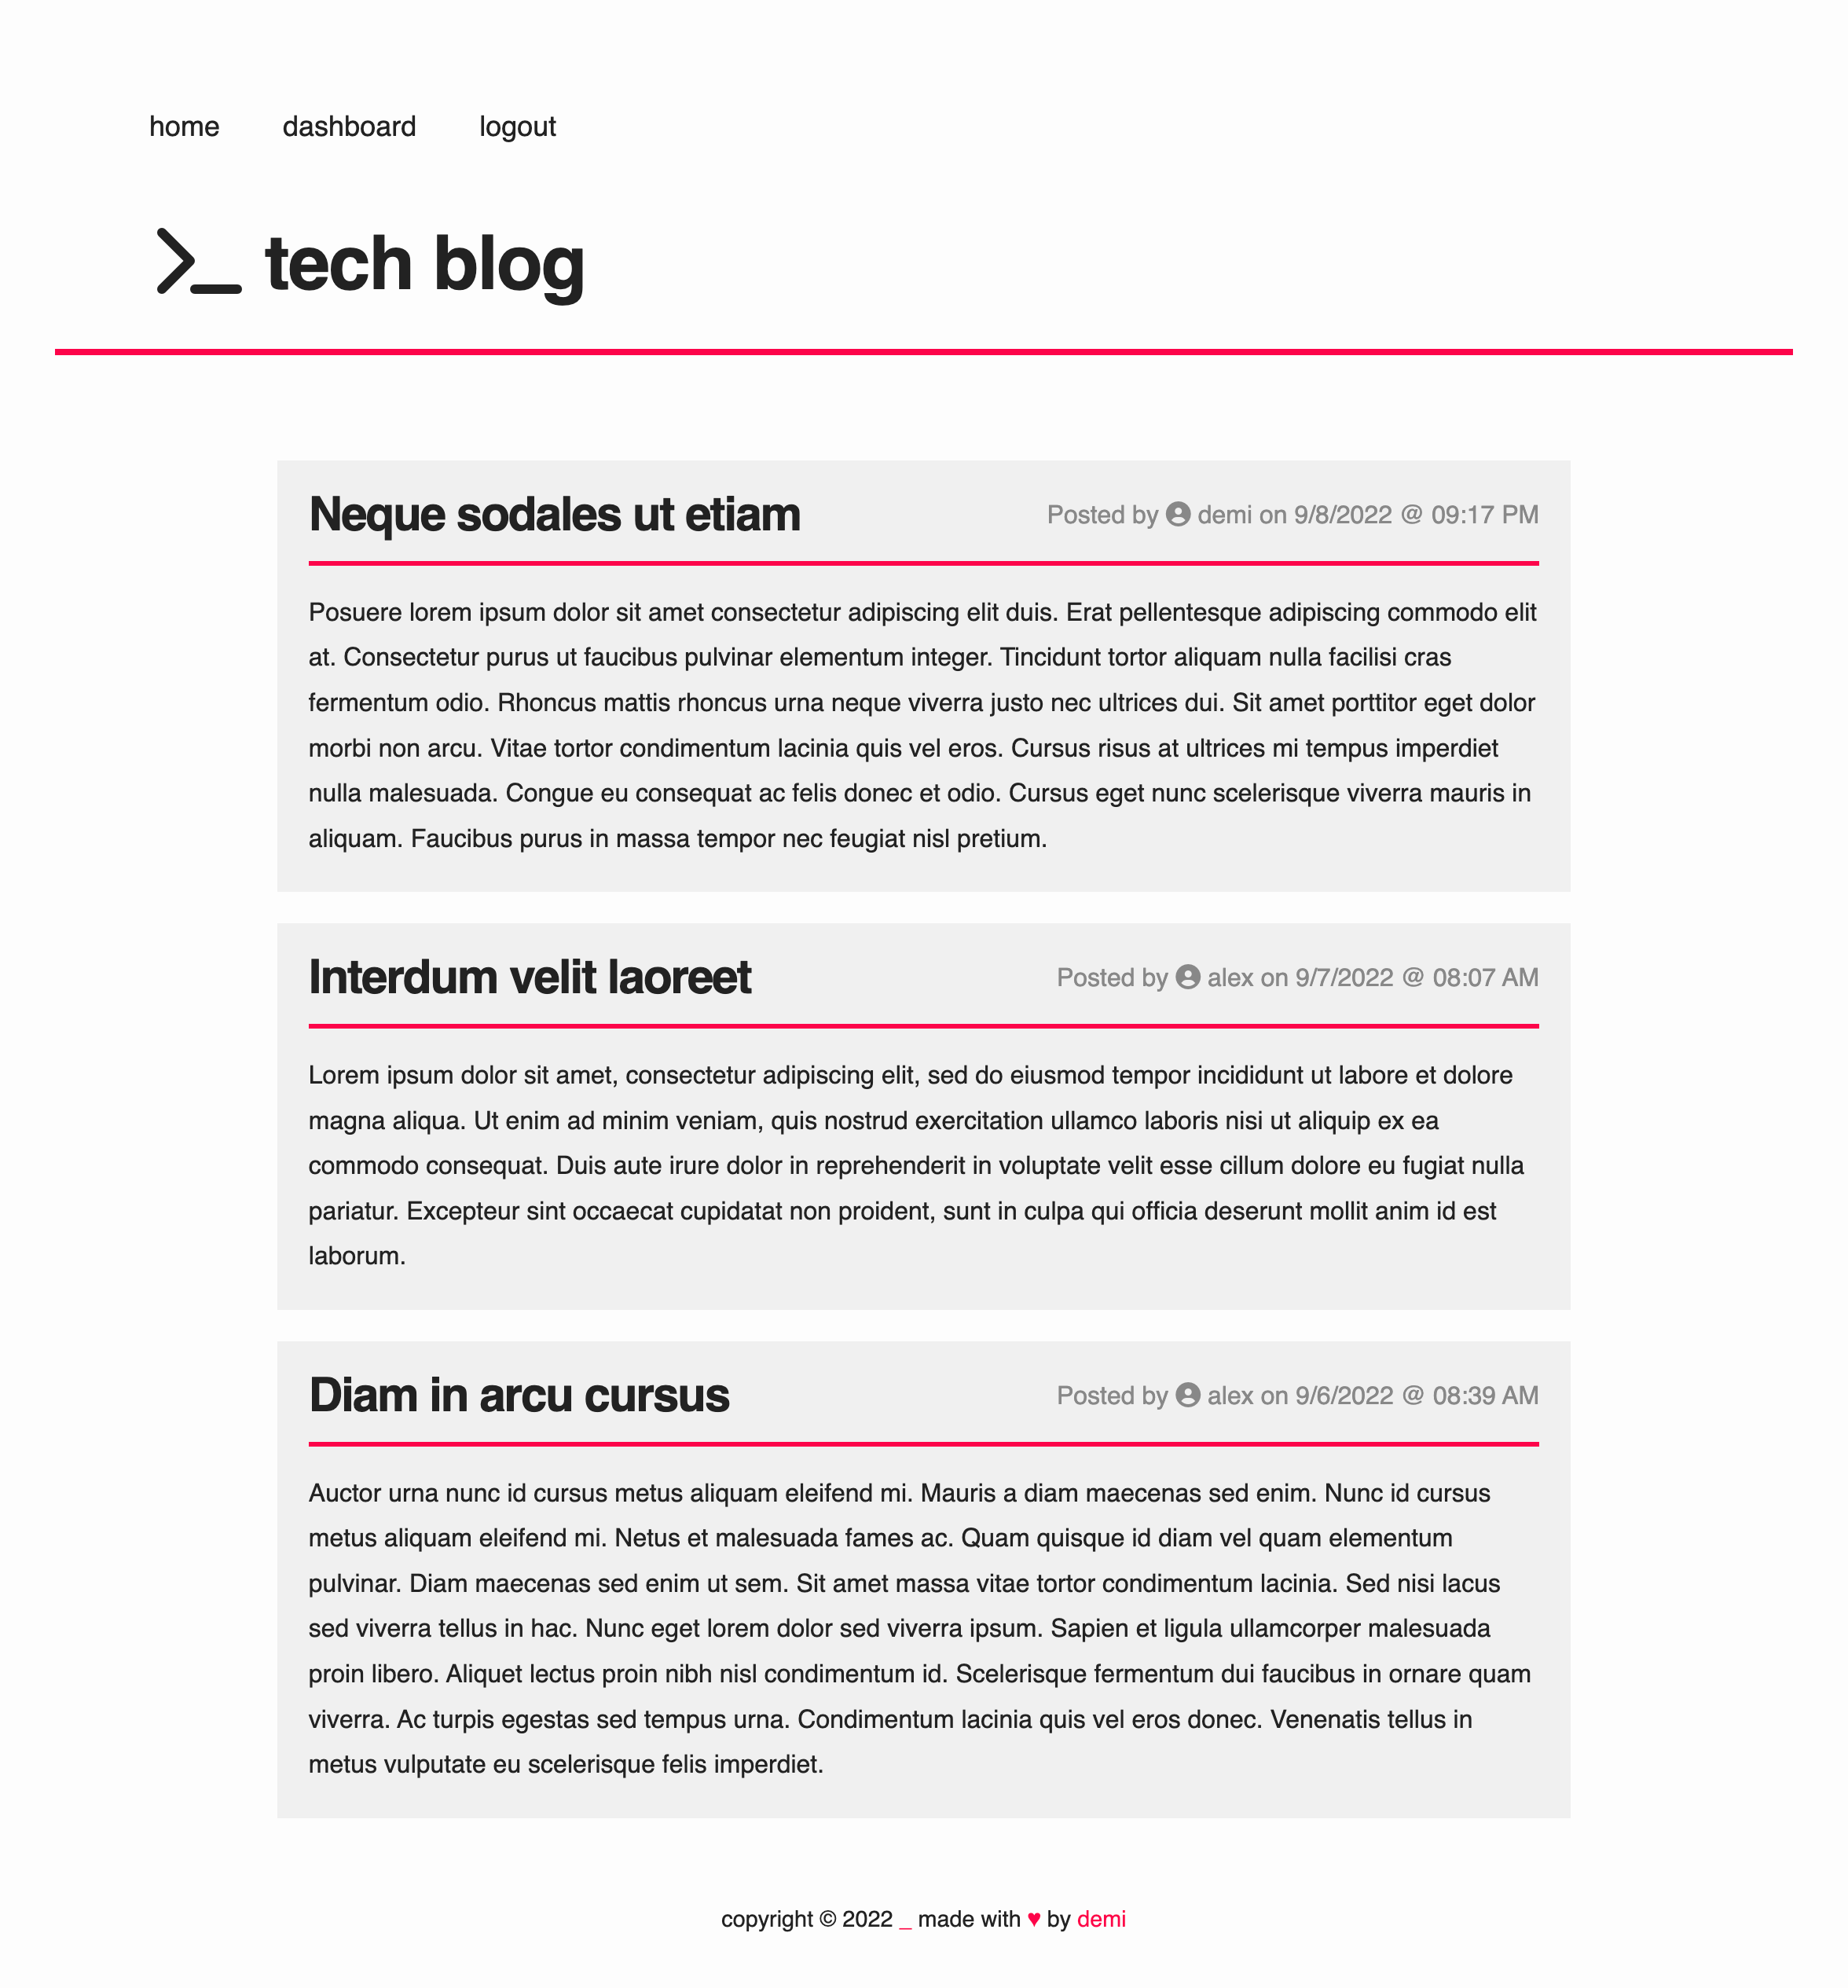 home dashboard logout
>_ tech blog
Neque sodales ut etiam
Posted by demi on 9/8/2022 @ 09:17 PM
Posuere lorem ipsum dolor sit amet consectetur adipiscing elit duis. Erat pellentesque adipiscing commodo elit
at. Consectetur purus ut faucibus pulvinar elementum integer. Tincidunt tortor aliquam nulla facilisi cras
fermentum odio. Rhoncus mattis rhoncus urna neque viverra justo nec ultrices dui. Sit amet porttitor eget dolor
morbi non arcu. Vitae tortor condimentum lacinia quis vel eros. Cursus risus at ultrices mi tempus imperdiet
nulla malesuada. Congue eu consequat ac felis donec et odio. Cursus eget nunc scelerisque viverra mauris in
aliquam. Faucibus purus in massa tempor nec feugiat nisl pretium.
Interdum velit laoreet
Posted by alex on 9/7/2022 @ 08:07 AM
Lorem ipsum dolor sit amet, consectetur adipiscing elit, sed do eiusmod tempor incididunt ut labore et dolore
magna aliqua. Ut enim ad minim veniam, quis nostrud exercitation ullamco laboris nisi ut aliquip ex ea
commodo consequat. Duis aute irure dolor in reprehenderit in voluptate velit esse cillum dolore eu fugiat nulla
pariatur. Excepteur sint occaecat cupidatat non proident, sunt in culpa qui officia deserunt mollit anim id est
laborum.
Diam in arcu cursus
Posted by alex on 9/6/2022 @ 08:39 AM
Auctor urna nunc id cursus metus aliquam eleifend mi. Mauris a diam maecenas sed enim. Nunc id cursus
metus aliquam eleifend mi. Netus et malesuada fames ac. Quam quisque id diam vel quam elementum
pulvinar. Diam maecenas sed enim ut sem. Sit amet massa vitae tortor condimentum lacinia. Sed nisi lacus
sed viverra tellus in hac. Nunc eget lorem dolor sed viverra ipsum. Sapien et ligula ullamcorper malesuada
proin libero. Aliquet lectus proin nibh nisl condimentum id. Scelerisque fermentum dui faucibus in ornare quam
viverra. Ac turpis egestas sed tempus urna. Condimentum lacinia quis vel eros donec. Venenatis tellus in
metus vulputate eu scelerisque felis imperdiet.
copyright © 2022 _ made with ♥ by demi